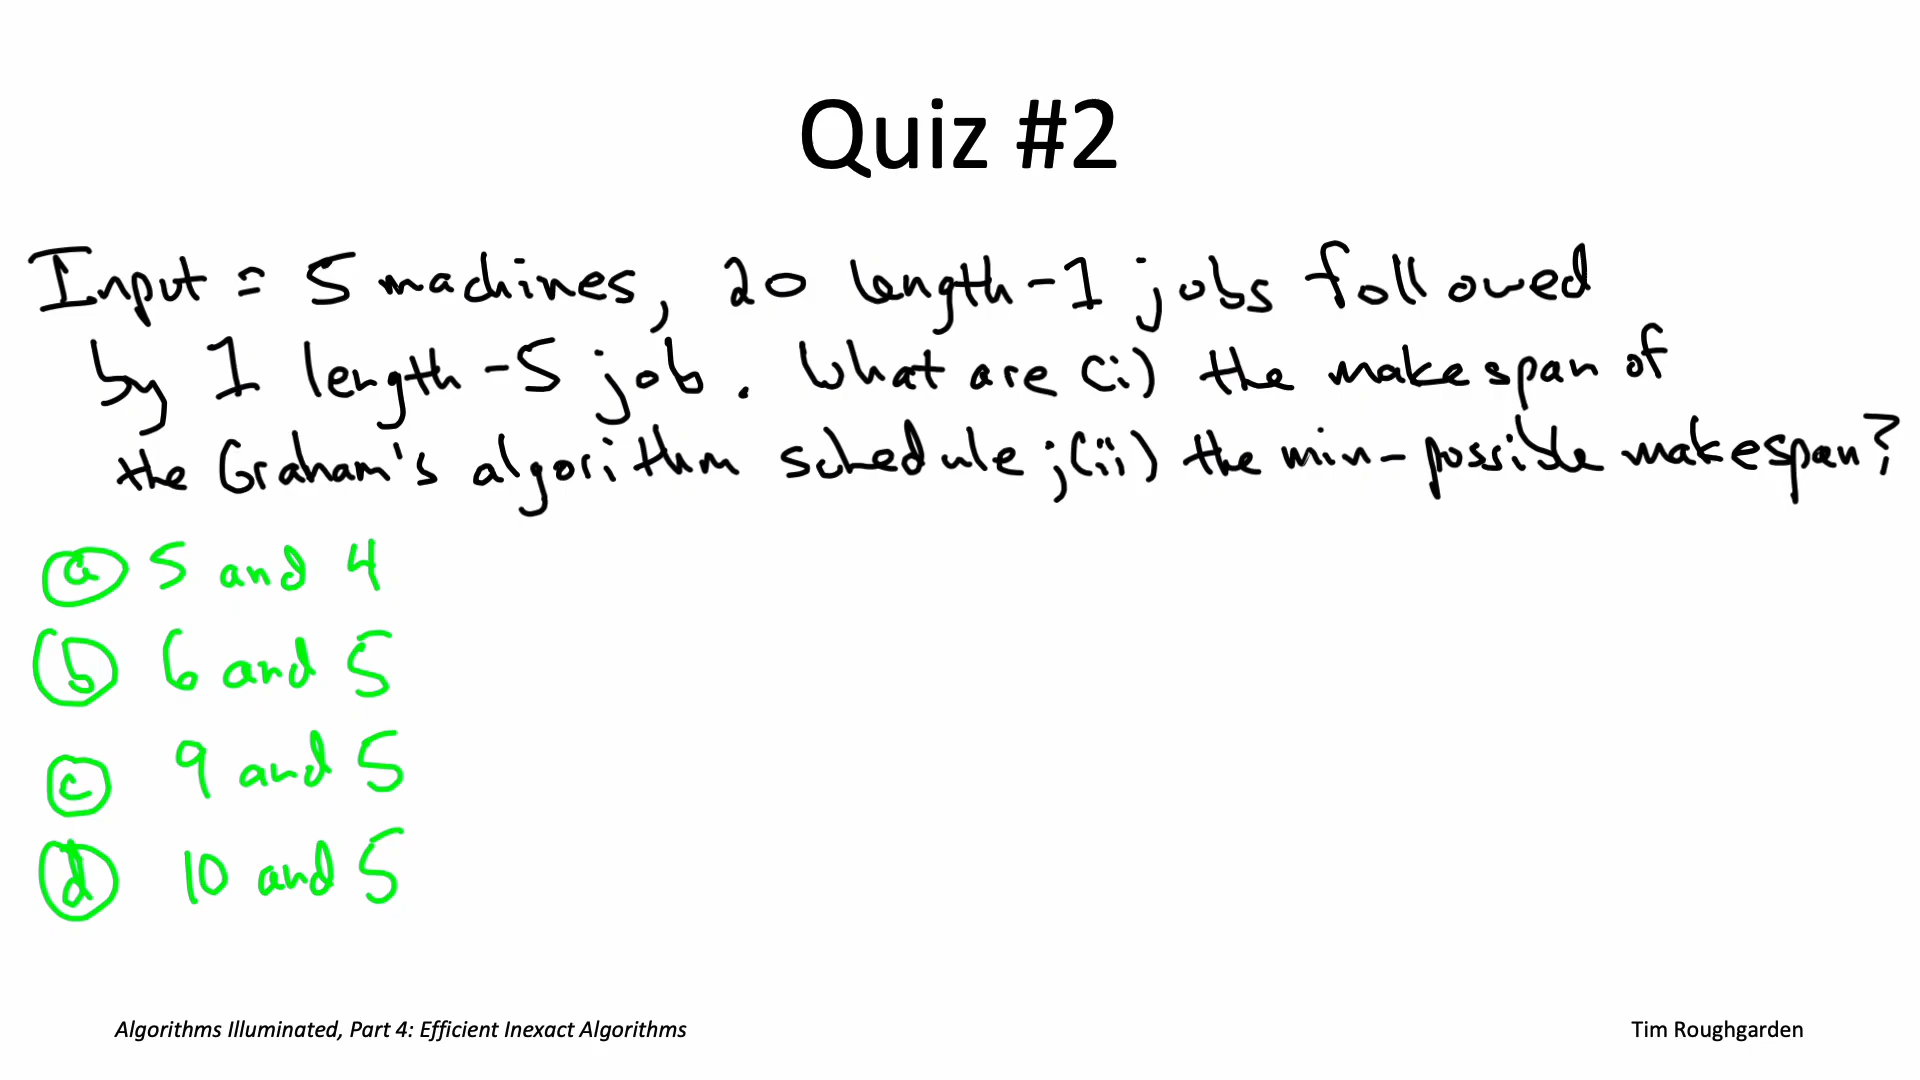 Quiz #2
Input = 5 machines, 20 length-1 jobs followed
by 1 length-5 job. What are (i) the makespan of
the Graham's algorithm schedule; (ii) the min-possible makespan?
(a) 5 and 4
(b) 6 and 5
(c) 9 and 5
(d) 10 and 5
Algorithms Illuminated, Part 4: Efficient Inexact Algorithms
Tim Roughgarden